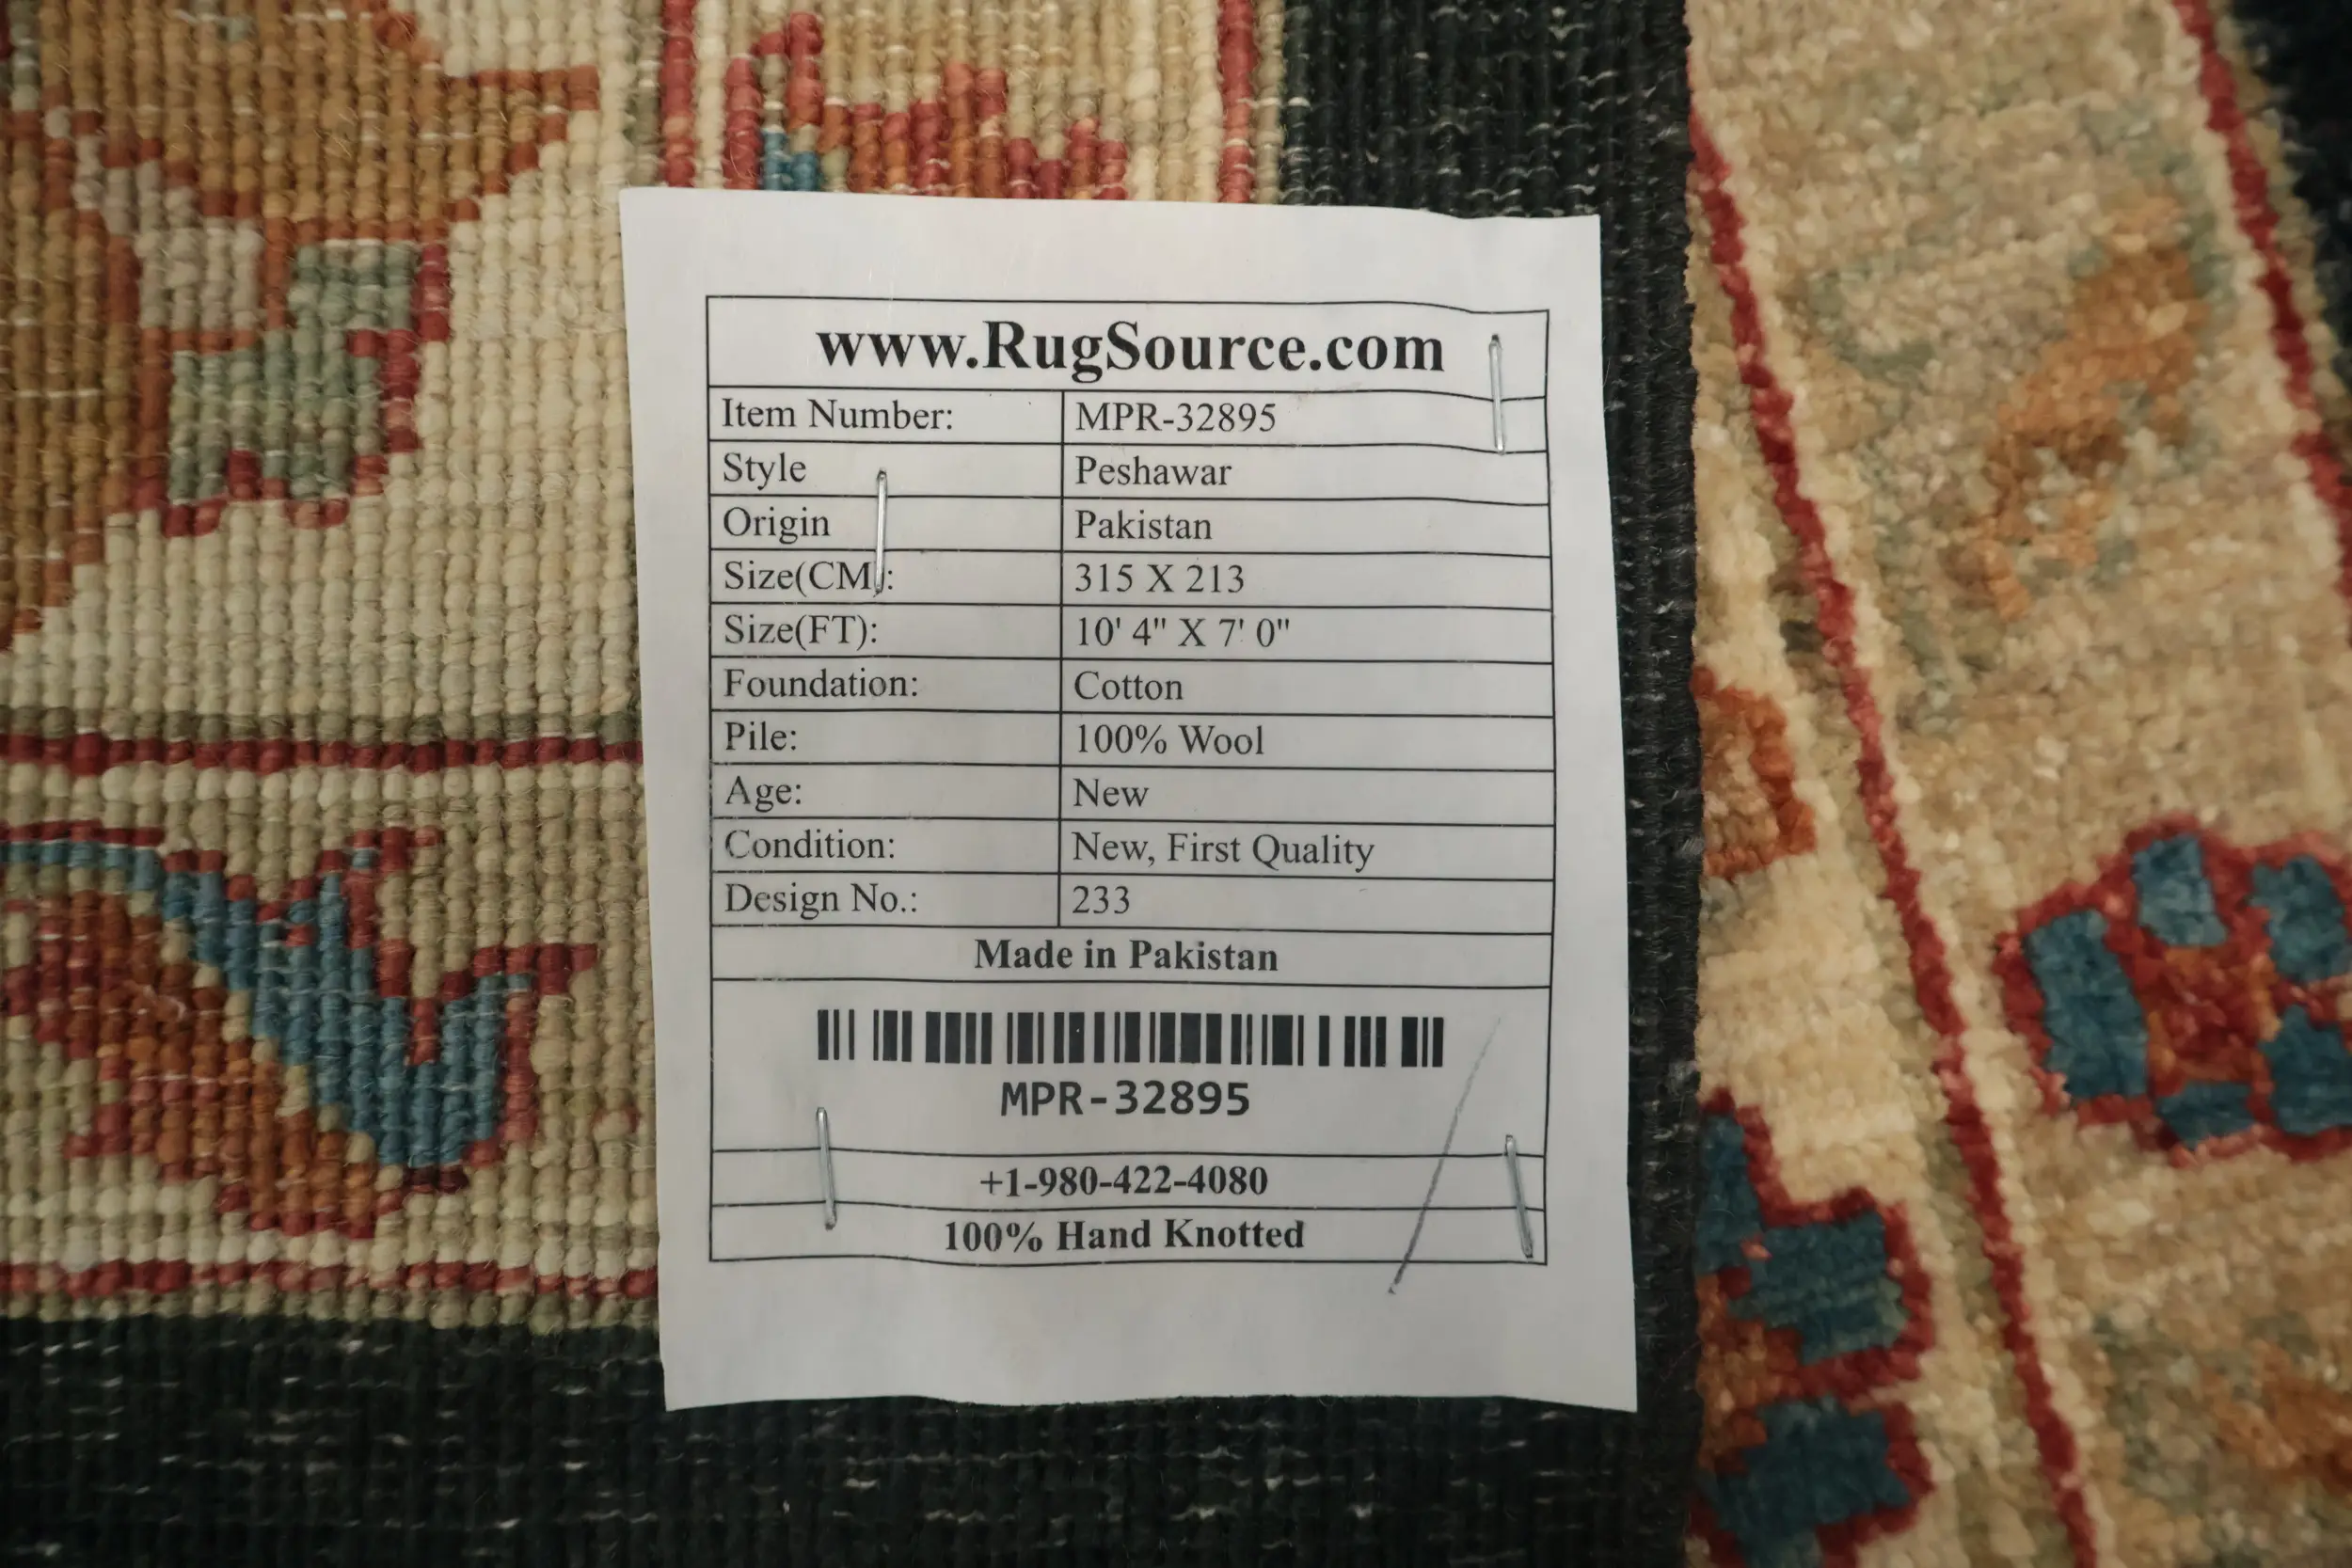 www.RugSource.com
Item Number: MPR-32895
Style Peshawar
Origin Pakistan
Size(CM): 315 X 213
Size(FT): 10' 4" X 7' 0"
Foundation: Cotton
Pile: 100% Wool
Age: New
Condition: New, First Quality
Design No.: 233
Made in Pakistan
MPR-32895
+1-980-422-4080
100% Hand Knotted